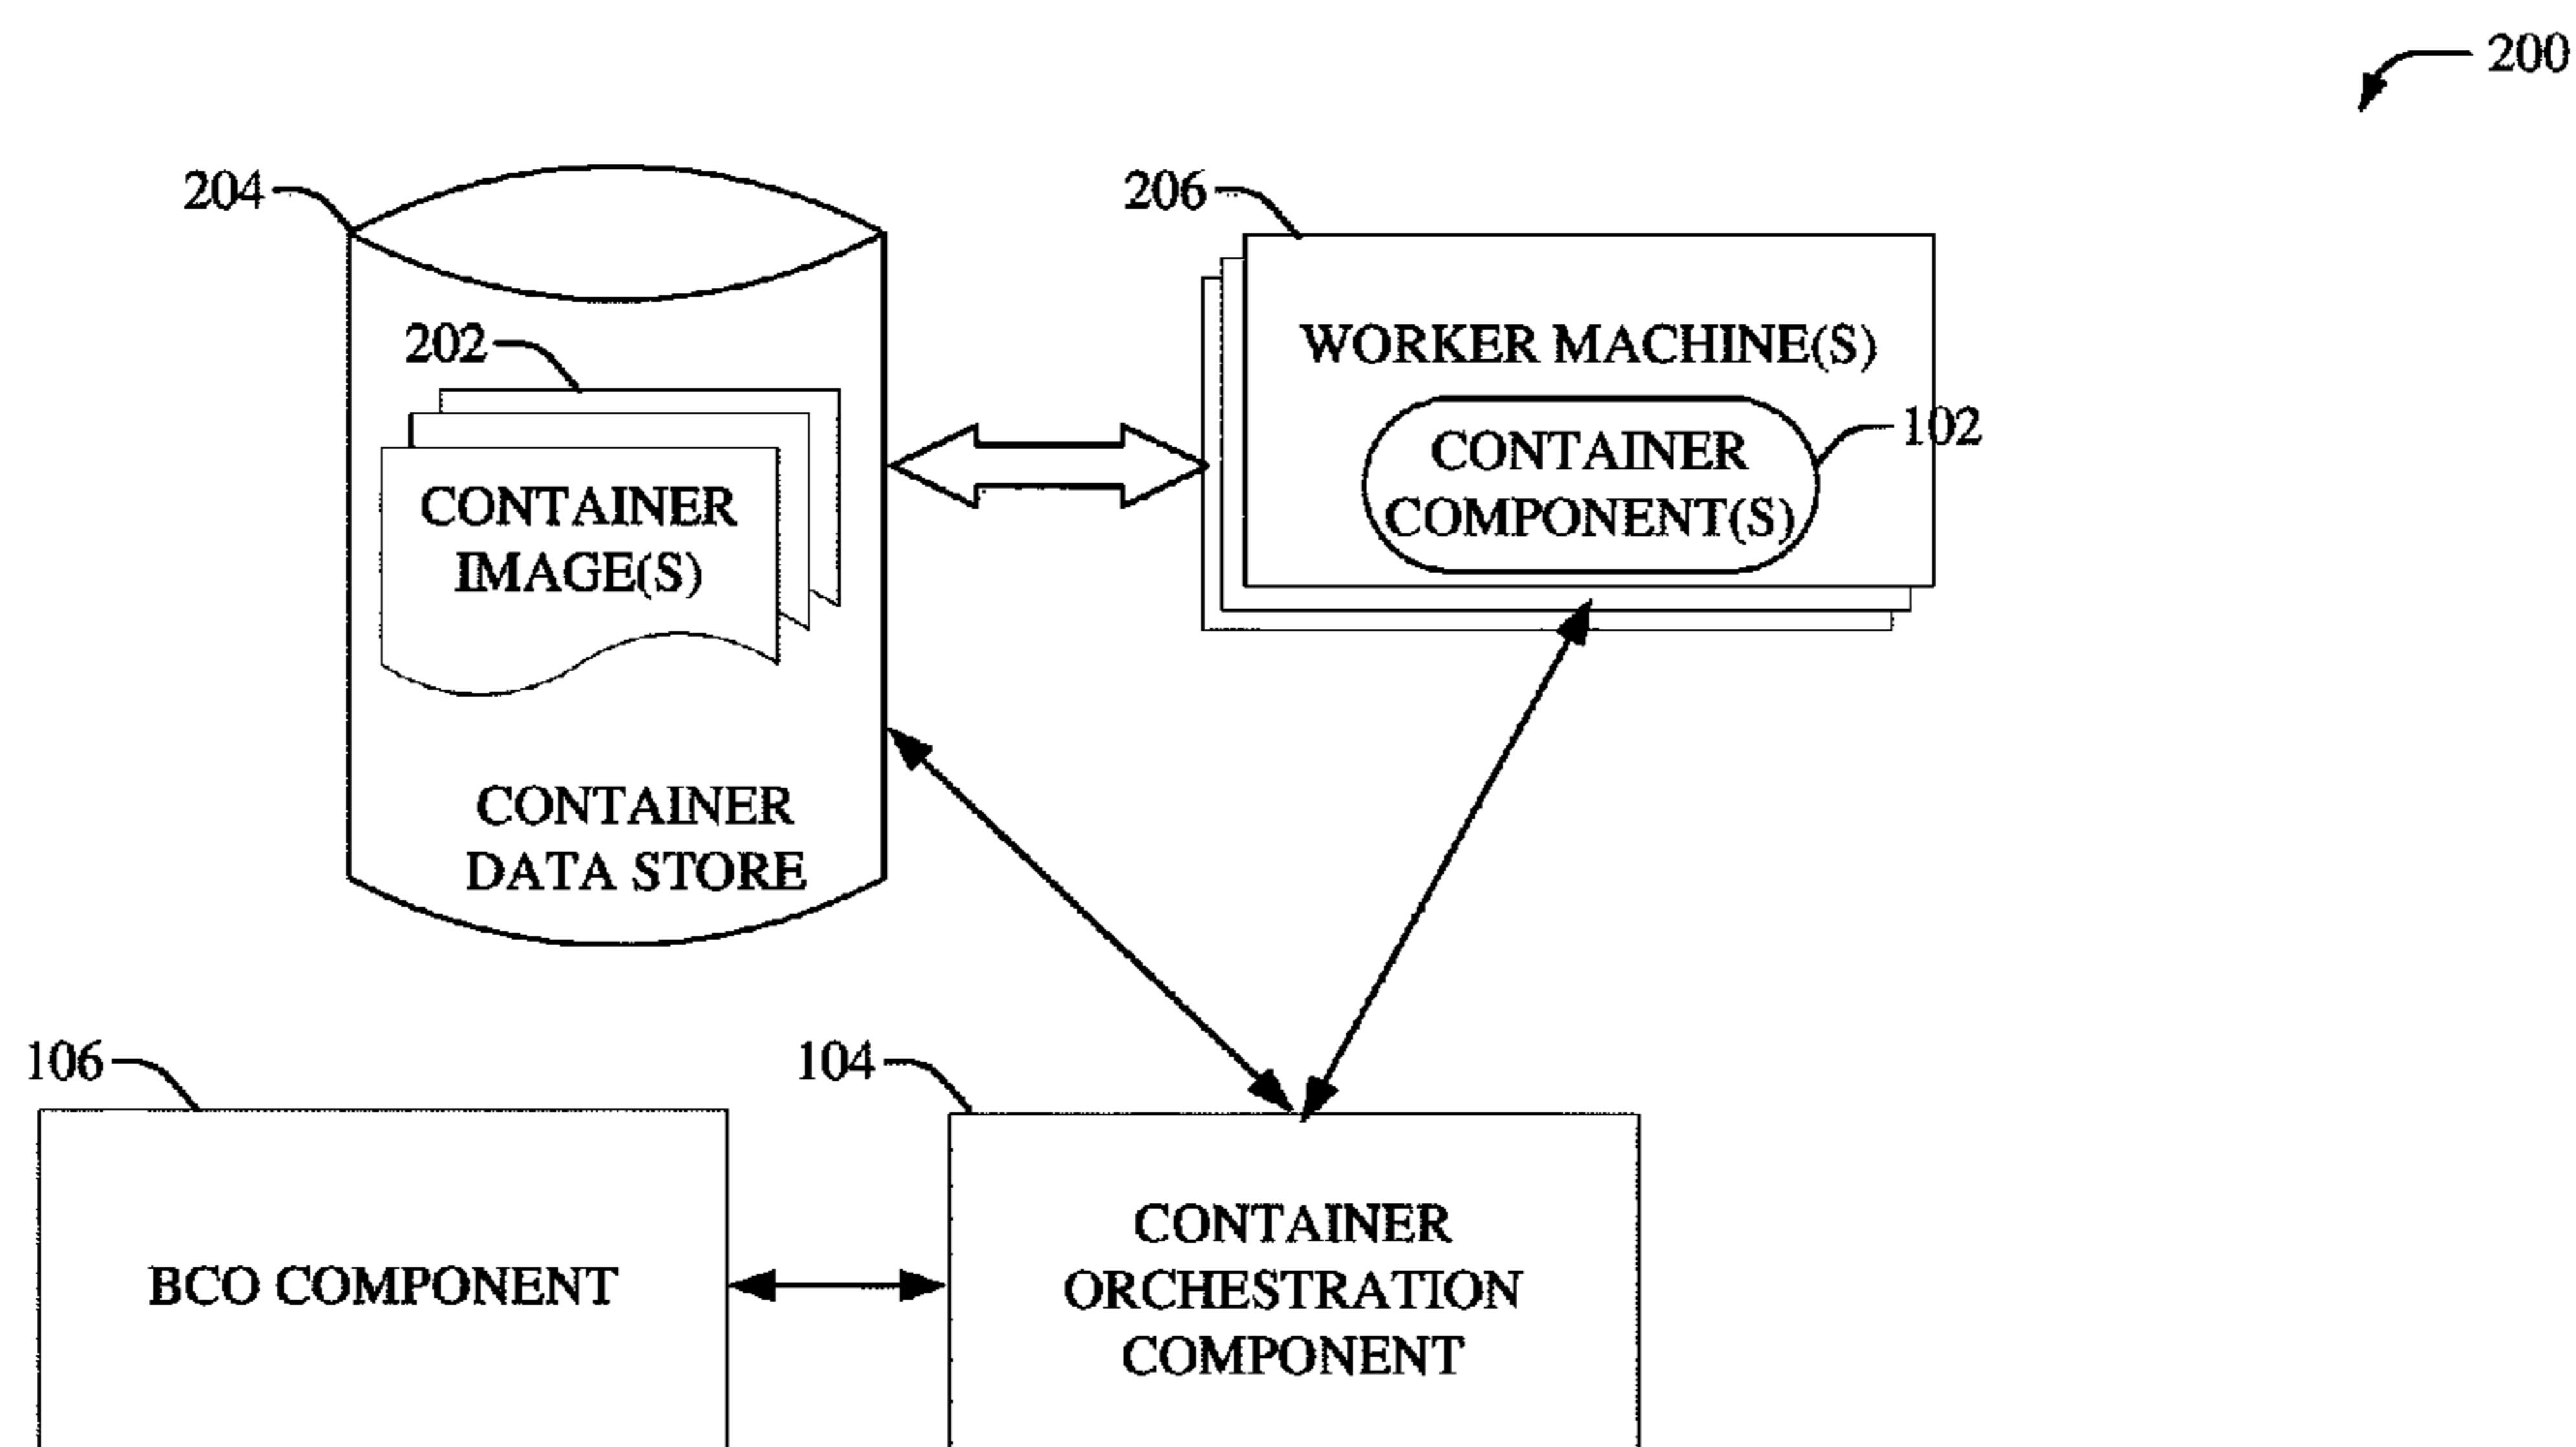 200
204
206
202
WORKER MACHINE(S)
102
CONTAINER
COMPONENT(S)
CONTAINER
IMAGE(S)
CONTAINER
DATA STORE
106
104
BCO COMPONENT
CONTAINER
ORCHESTRATION
COMPONENT